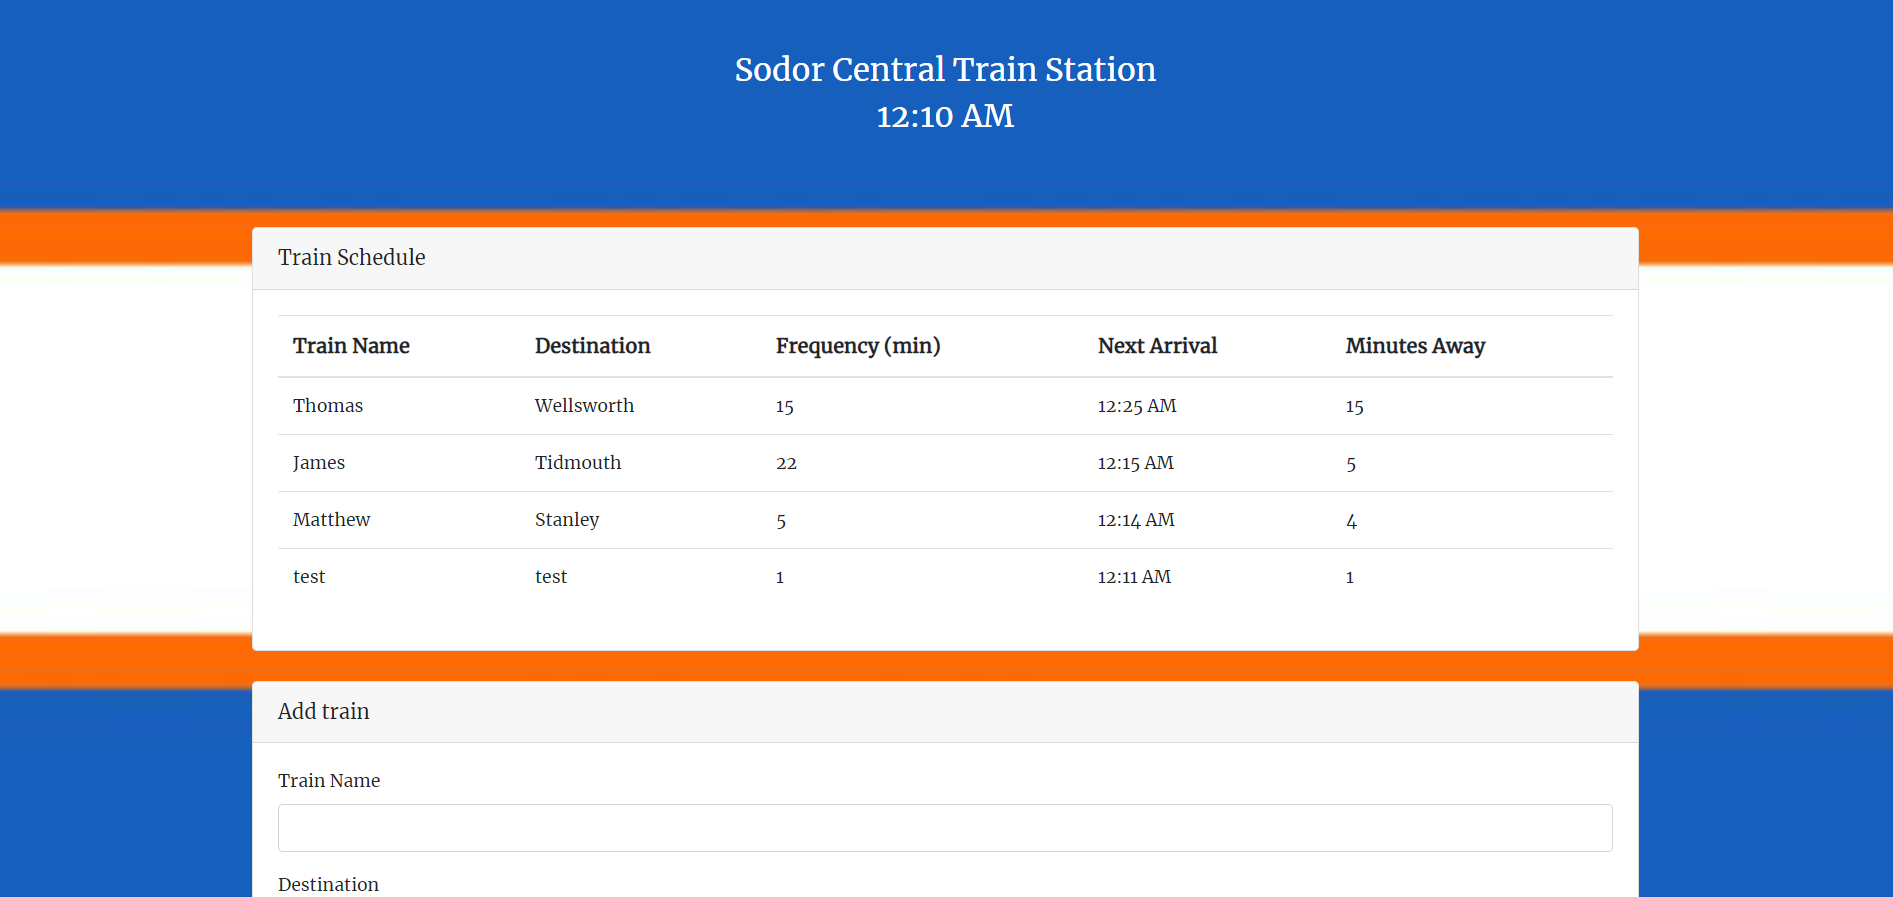 Sodor Central Train Station
12:10 AM
Train Schedule
Train Name Destination Frequency (min) Next Arrival Minutes Away
Thomas Wellsworth 15 12:25 AM 15
James Tidmouth 22 12:15 AM 5
Matthew Stanley 5 12:14 AM 4
test test 1 12:11 AM 1
Add train
Train Name
Destination